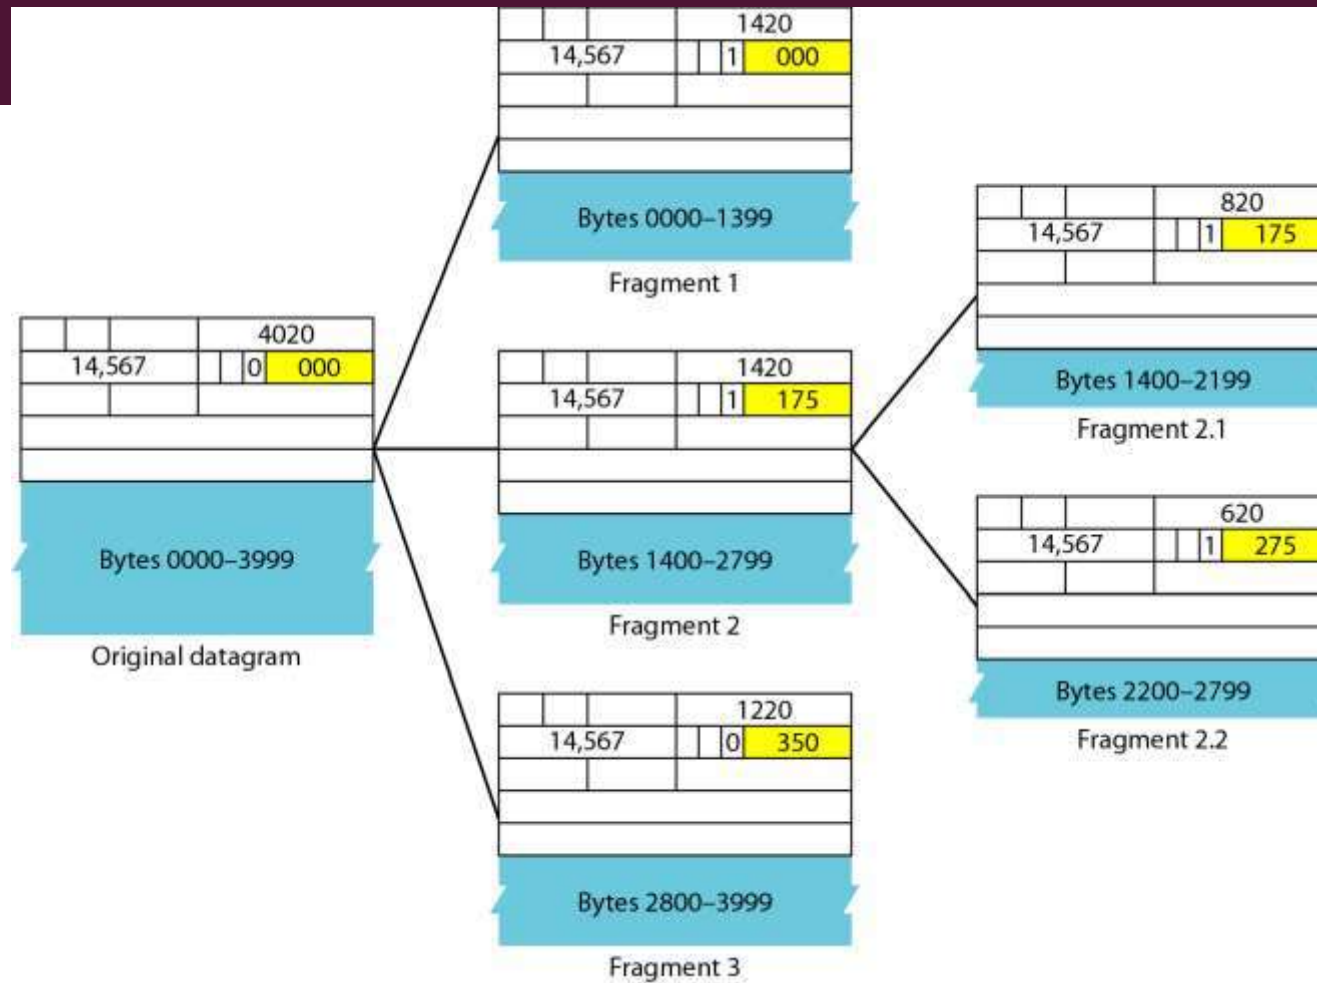 1420
14,567 1 000
Bytes 0000–1399
Fragment 1
4020
14,567 0 000
Bytes 0000–3999
Original datagram
1420
14,567 1 175
Bytes 1400–2799
Fragment 2
1220
14,567 0 350
Bytes 2800–3999
Fragment 3
820
14,567 1 175
Bytes 1400–2199
Fragment 2.1
620
14,567 1 275
Bytes 2200–2799
Fragment 2.2